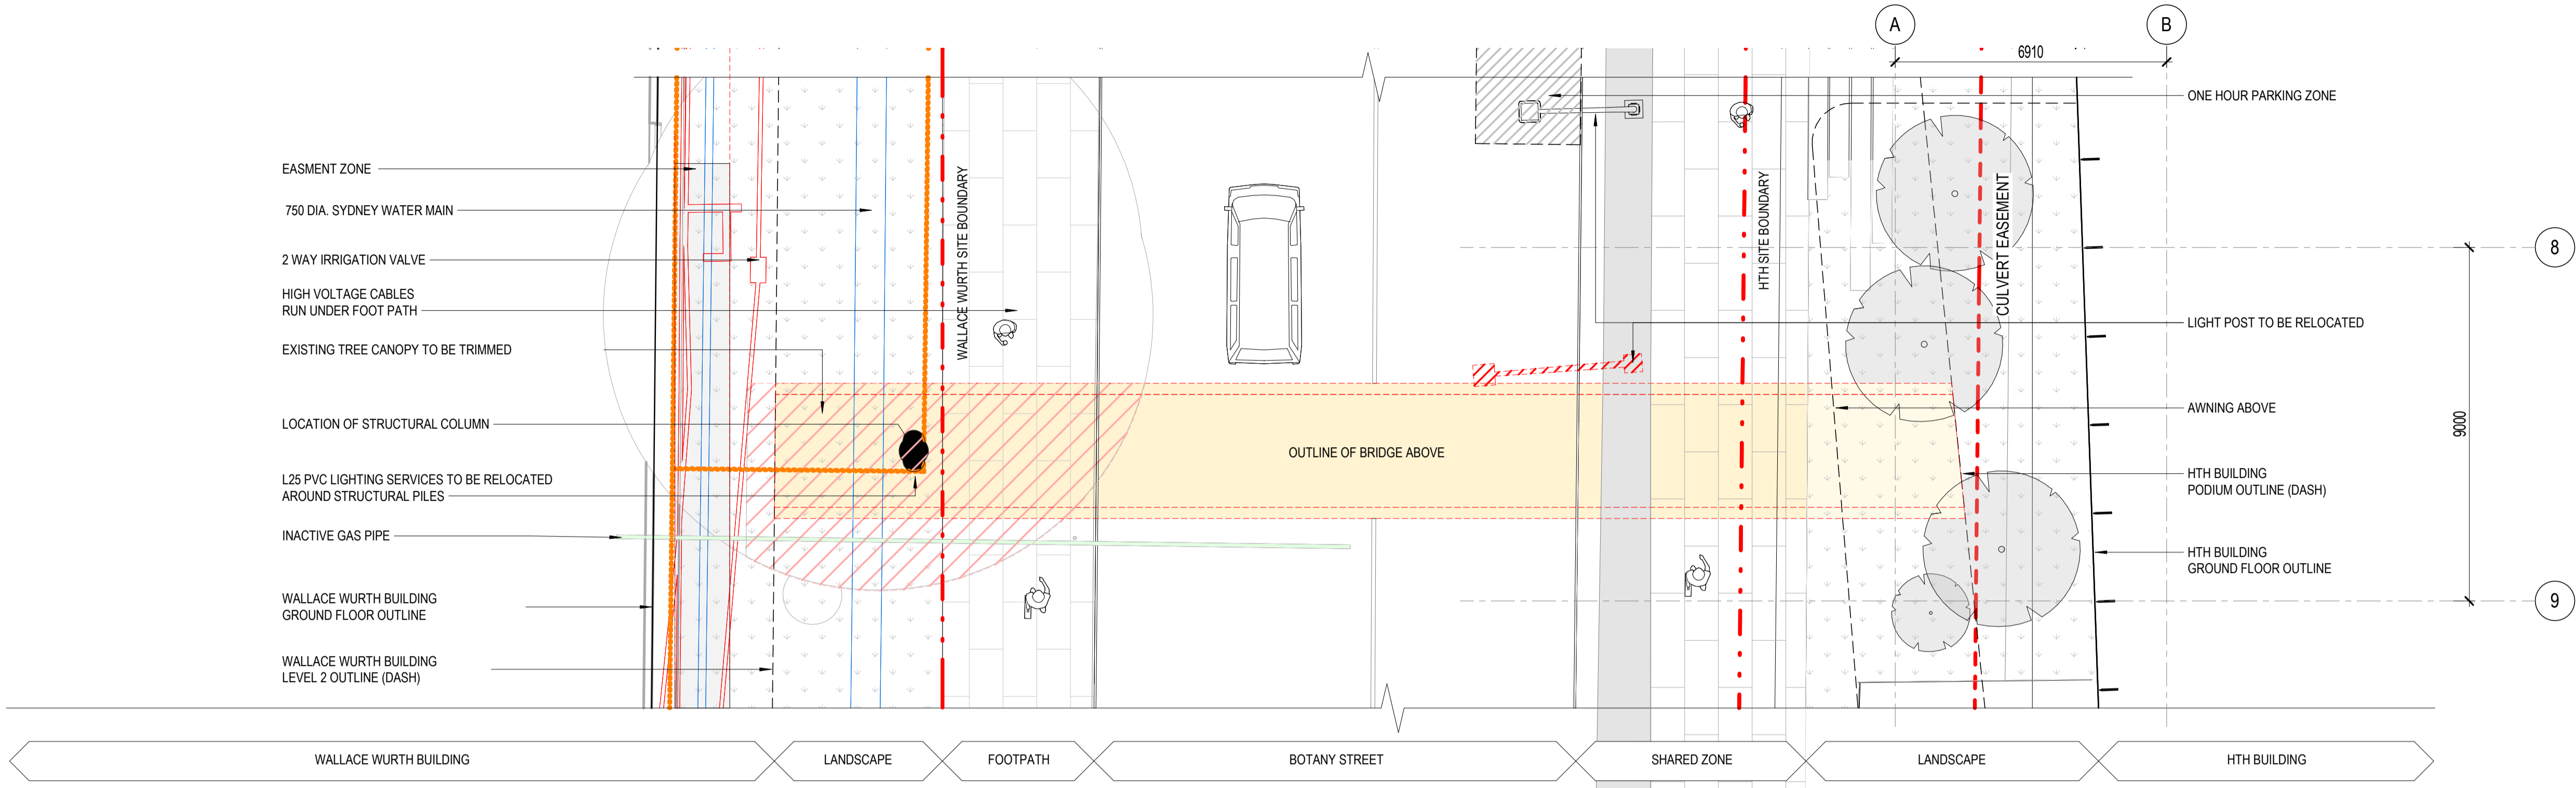 A
B
6910
ONE HOUR PARKING ZONE
EASMENT ZONE
750 DIA. SYDNEY WATER MAIN
2 WAY IRRIGATION VALVE
HIGH VOLTAGE CABLES
RUN UNDER FOOT PATH
EXISTING TREE CANOPY TO BE TRIMMED
LOCATION OF STRUCTURAL COLUMN
L25 PVC LIGHTING SERVICES TO BE RELOCATED
AROUND STRUCTURAL PILES
INACTIVE GAS PIPE
WALLACE WURTH BUILDING
GROUND FLOOR OUTLINE
WALLACE WURTH BUILDING
LEVEL 2 OUTLINE (DASH)
WALLACE WURTH SITE BOUNDARY
OUTLINE OF BRIDGE ABOVE
HTH SITE BOUNDARY
CULVERT EASEMENT
8
LIGHT POST TO BE RELOCATED
AWNING ABOVE
9000
HTH BUILDING
PODIUM OUTLINE (DASH)
HTH BUILDING
GROUND FLOOR OUTLINE
9
WALLACE WURTH BUILDING
LANDSCAPE
FOOTPATH
BOTANY STREET
SHARED ZONE
LANDSCAPE
HTH BUILDING